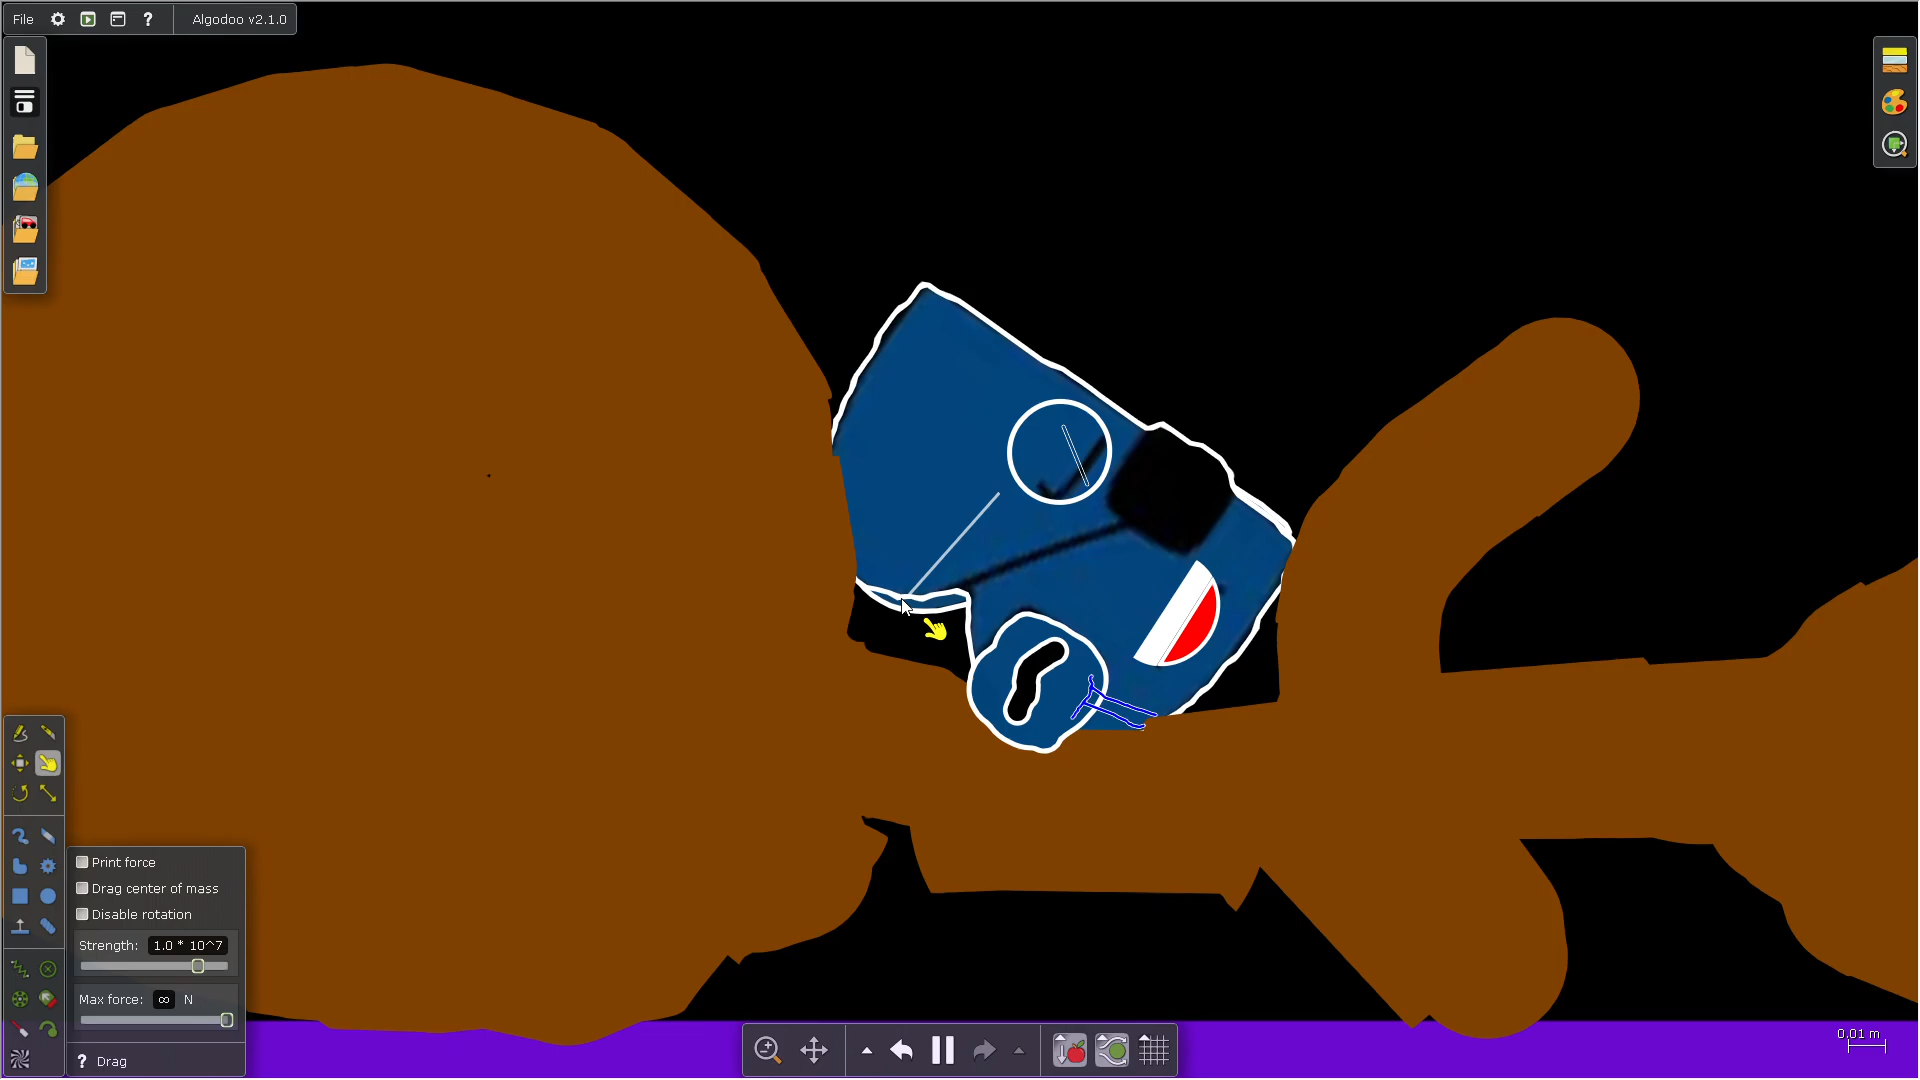 File
?
Algodoo v2.1.0
Print force
Drag center of mass
Disable rotation
Strength: 1.0 * 10^7
Max force: ∞ N
? Drag
0.01 m